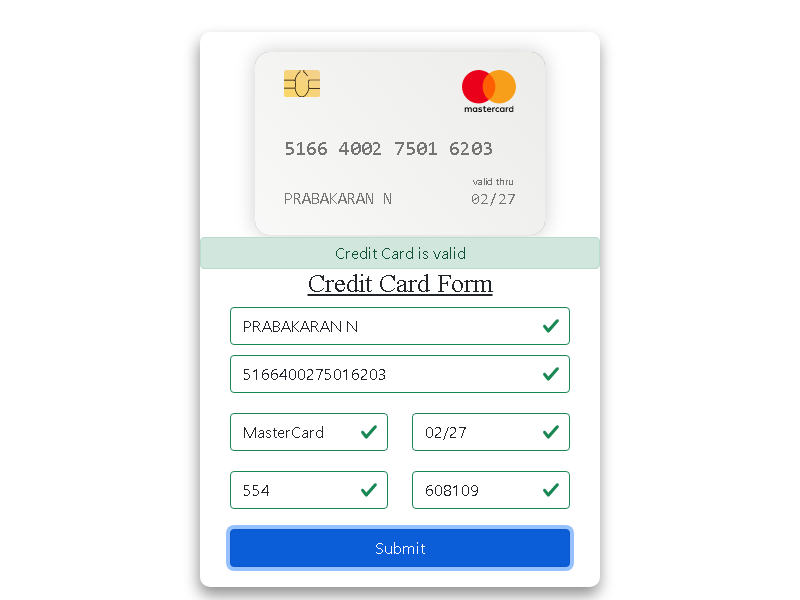 mastercard
5166 4002 7501 6203
valid thru
PRABAKARAN N 02/27
Credit Card is valid
Credit Card Form
PRABAKARAN N
5166400275016203
MasterCard 02/27
554 608109
Submit